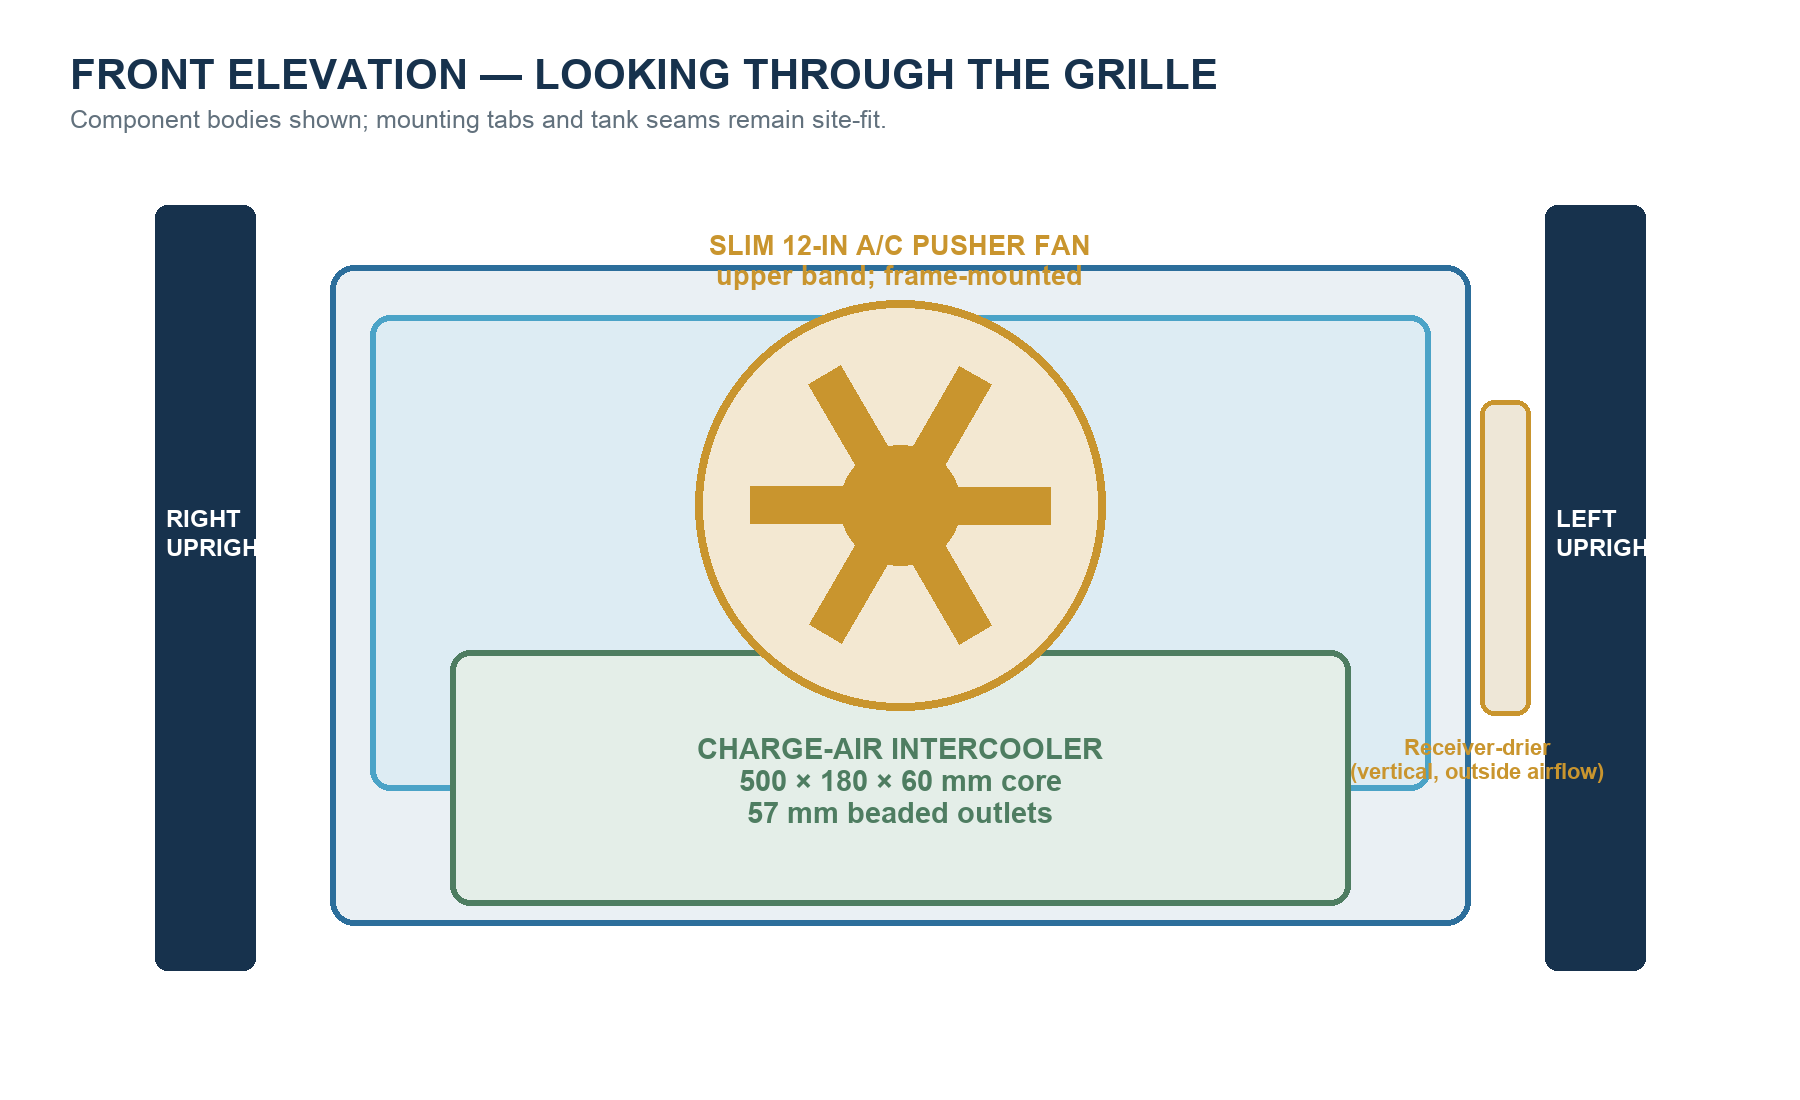 FRONT ELEVATION — LOOKING THROUGH THE GRILLE
Component bodies shown; mounting tabs and tank seams remain site-fit.
SLIM 12-IN A/C PUSHER FAN
upper band; frame-mounted
RIGHT
UPRIGH
LEFT
UPRIGH
CHARGE-AIR INTERCOOLER
500 × 180 × 60 mm core
57 mm beaded outlets
Receiver-drier
(vertical, outside airflow)